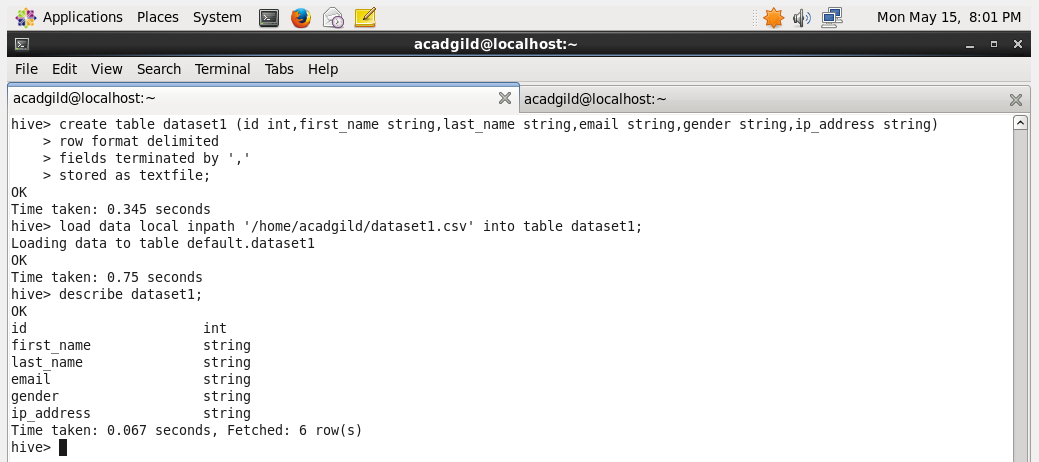 Applications Places System Mon May 15, 8:01 PM
acadgild@localhost:~
File Edit View Search Terminal Tabs Help
acadgild@localhost:~ acadgild@localhost:~
hive> create table dataset1 (id int,first_name string,last_name string,email string,gender string,ip_address string)
    > row format delimited
    > fields terminated by ','
    > stored as textfile;
OK
Time taken: 0.345 seconds
hive> load data local inpath '/home/acadgild/dataset1.csv' into table dataset1;
Loading data to table default.dataset1
OK
Time taken: 0.75 seconds
hive> describe dataset1;
OK
id                      int
first_name              string
last_name               string
email                   string
gender                  string
ip_address              string
Time taken: 0.067 seconds, Fetched: 6 row(s)
hive>